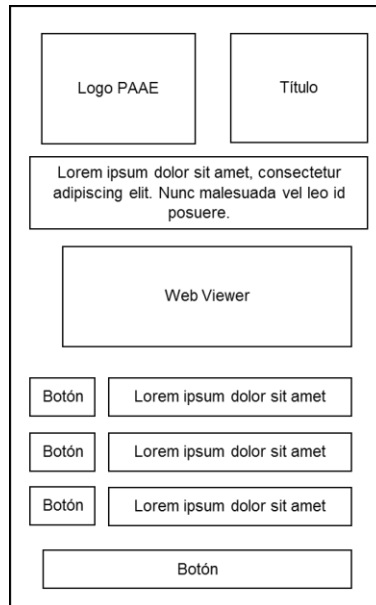 Logo PAAE
Título
Lorem ipsum dolor sit amet, consectetur
adipiscing elit. Nunc malesuada vel leo id
posuere.
Web Viewer
Botón
Lorem ipsum dolor sit amet
Botón
Lorem ipsum dolor sit amet
Botón
Lorem ipsum dolor sit amet
Botón